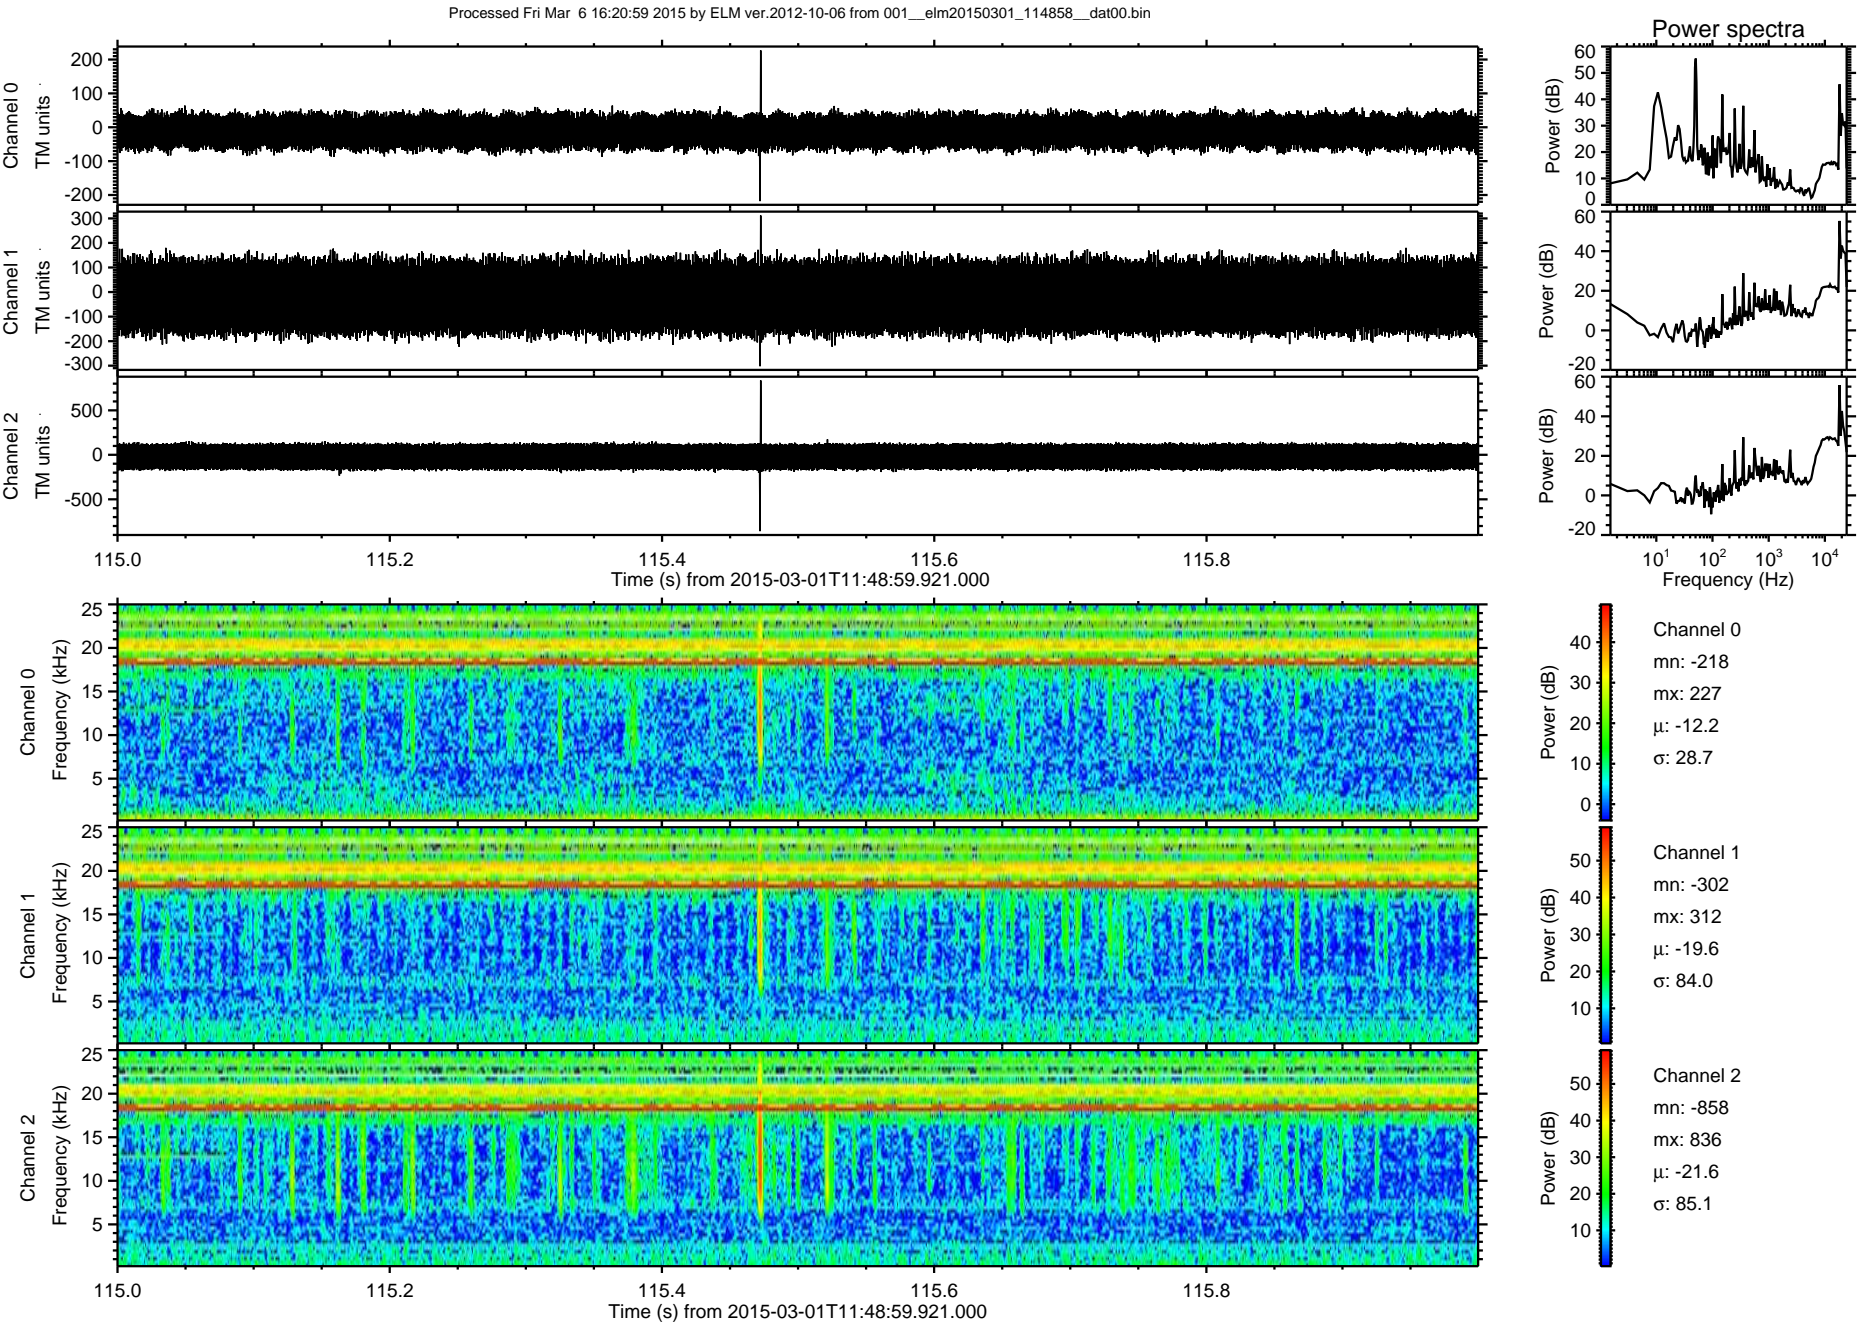 Processed Fri Mar  6 16:20:59 2015 by ELM ver.2012-10-06 from 001__elm20150301_114858__dat00.bin
Power spectra
Channel 0
TM units
200
100
0
-100
-200
Power (dB)
60
50
40
30
20
10
0
Channel 1
TM units
300
200
100
0
-100
-200
-300
Power (dB)
60
40
20
0
-20
Channel 2
TM units
500
0
-500
Power (dB)
60
40
20
0
-20
115.0 115.2 115.4 115.6 115.8
Time (s) from 2015-03-01T11:48:59.921.000
10¹ 10² 10³ 10⁴
Frequency (Hz)
Channel 0
Frequency (kHz)
25
20
15
10
5
Power (dB)
40
30
20
10
0
Channel 0
mn: -218
mx: 227
μ: -12.2
σ: 28.7
Channel 1
Frequency (kHz)
25
20
15
10
5
Power (dB)
50
40
30
20
10
Channel 1
mn: -302
mx: 312
μ: -19.6
σ: 84.0
Channel 2
Frequency (kHz)
25
20
15
10
5
Power (dB)
50
40
30
20
10
Channel 2
mn: -858
mx: 836
μ: -21.6
σ: 85.1
115.0 115.2 115.4 115.6 115.8
Time (s) from 2015-03-01T11:48:59.921.000